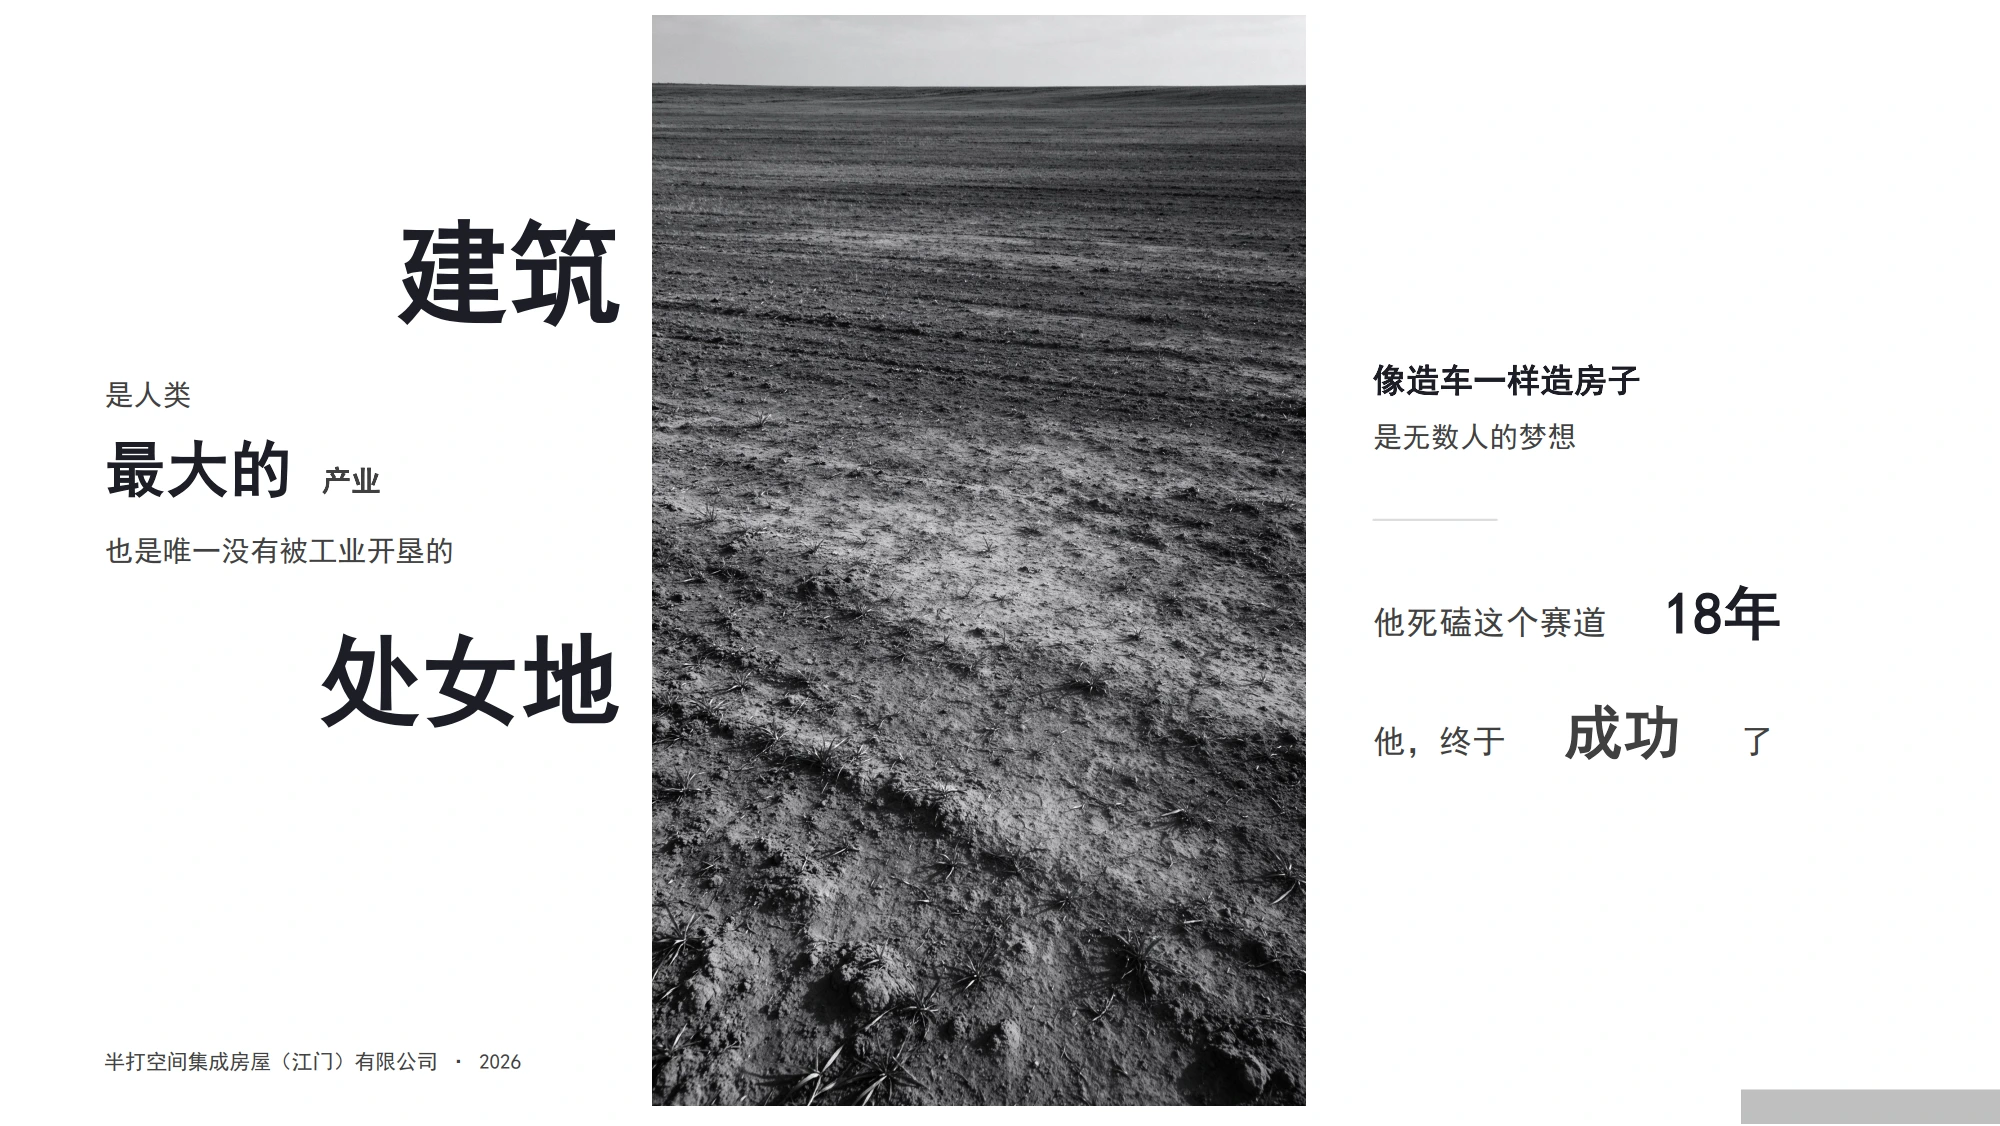 建筑
是人类
最大的 产业
也是唯一没有被工业开垦的
处女地
半打空间集成房屋（江门）有限公司 · 2026
像造车一样造房子
是无数人的梦想
他死磕这个赛道 18年
他，终于 成功 了